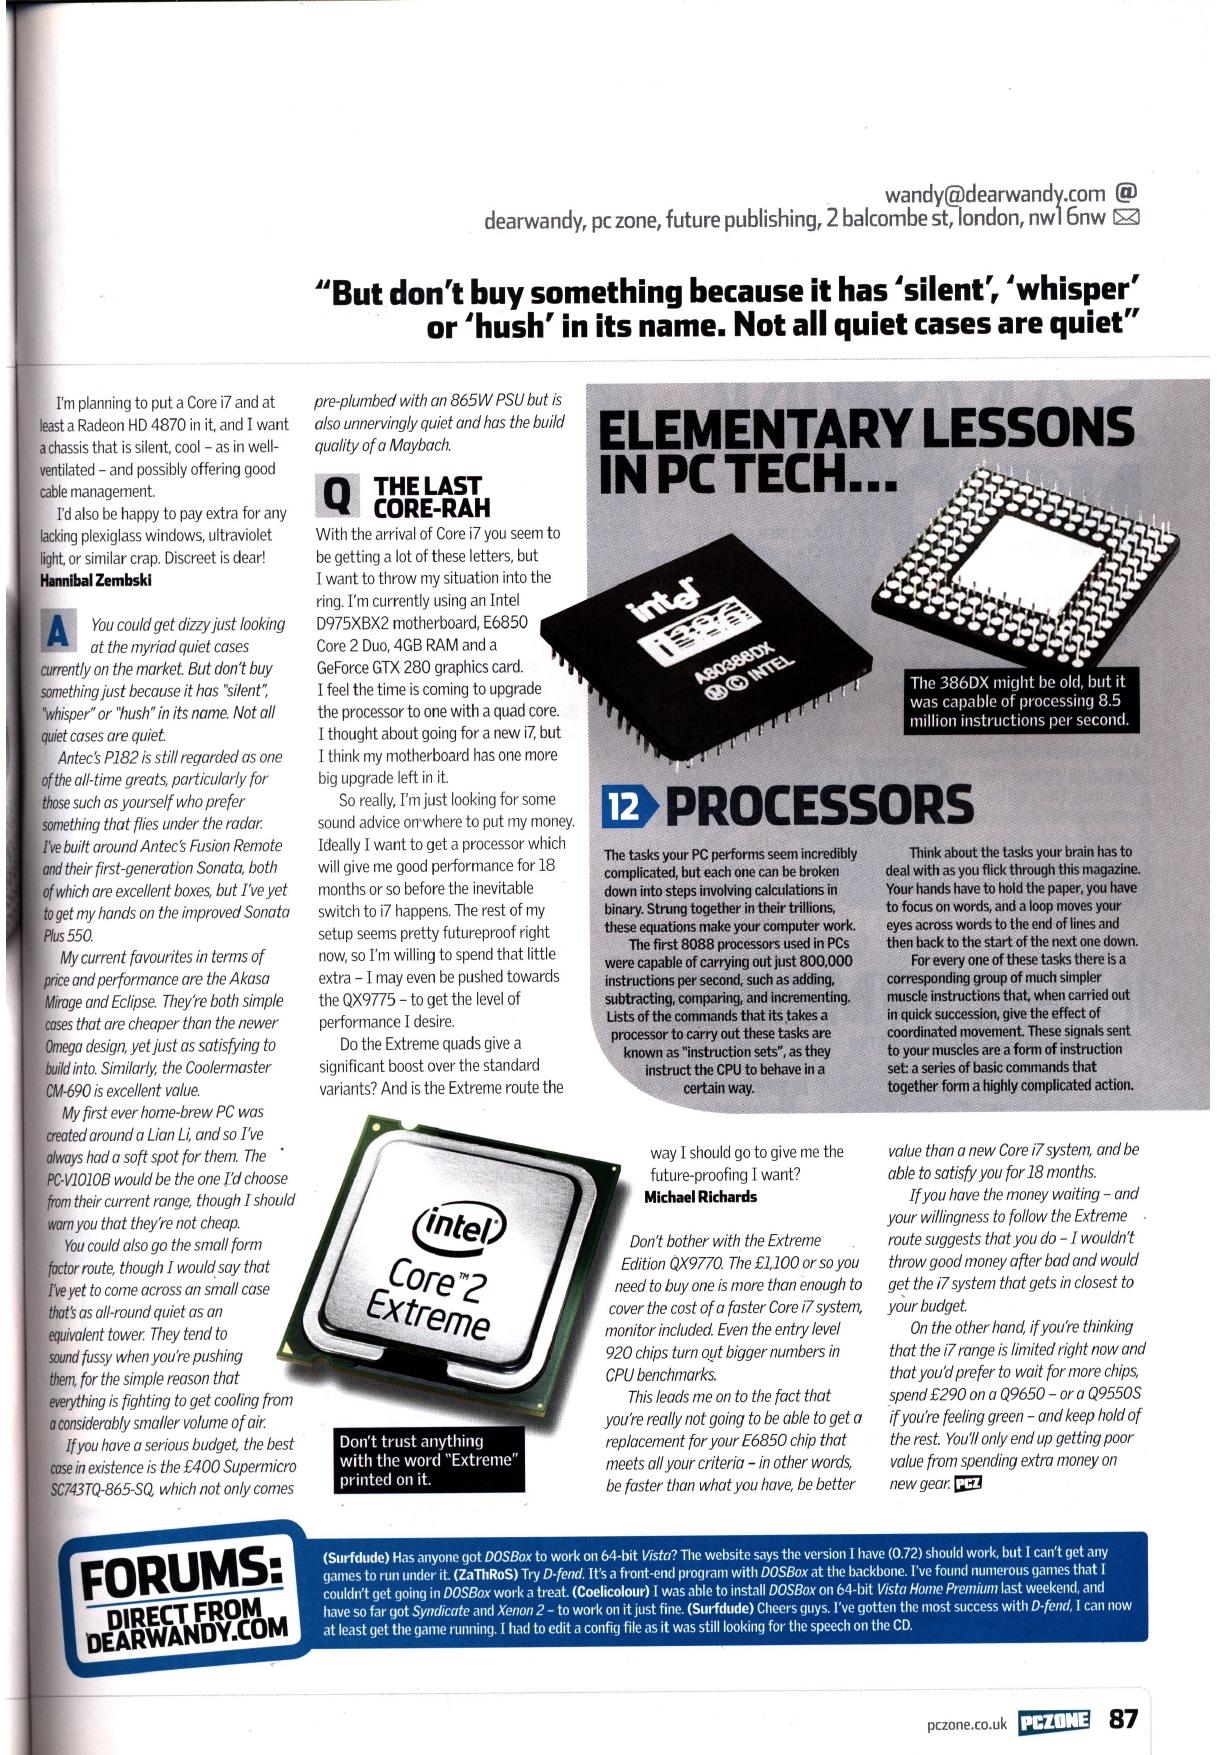 wandy@dearwandy.com @
dearwandy, pc zone, future publishing, 2 balcombe st, london, nw1 6nw
"But don't buy something because it has 'silent', 'whisper'
or 'hush' in its name. Not all quiet cases are quiet"
I'm planning to put a Core i7 and at
least a Radeon HD 4870 in it, and I want
a chassis that is silent, cool – as in well-
ventilated – and possibly offering good
cable management.
I'd also be happy to pay extra for any
lacking plexiglass windows, ultraviolet
light, or similar crap. Discreet is dear!
Hannibal Zembski
A
You could get dizzy just looking
at the myriad quiet cases
currently on the market. But don't buy
something just because it has "silent",
"whisper" or "hush" in its name. Not all
quiet cases are quiet.
Antec's P182 is still regarded as one
of the all-time greats, particularly for
those such as yourself who prefer
something that flies under the radar.
I've built around Antec's Fusion Remote
and their first-generation Sonata, both
of which are excellent boxes, but I've yet
to get my hands on the improved Sonata
Plus 550.
My current favourites in terms of
price and performance are the Akasa
Mirage and Eclipse. They're both simple
cases that are cheaper than the newer
Omega design, yet just as satisfying to
build into. Similarly, the Coolermaster
CM-690 is excellent value.
My first ever home-brew PC was
created around a Lian Li, and so I've
always had a soft spot for them. The
PC-V1010B would be the one I'd choose
from their current range, though I should
warn you that they're not cheap.
You could also go the small form
factor route, though I would say that
I've yet to come across an small case
that's as all-round quiet as an
equivalent tower. They tend to
sound fussy when you're pushing
them, for the simple reason that
everything is fighting to get cooling from
a considerably smaller volume of air.
If you have a serious budget, the best
case in existence is the £400 Supermicro
SC743TQ-865-SQ, which not only comes
pre-plumbed with an 865W PSU but is
also unnervingly quiet and has the build
quality of a Maybach.
Q THE LAST
CORE-RAH
With the arrival of Core i7 you seem to
be getting a lot of these letters, but
I want to throw my situation into the
ring. I'm currently using an Intel
D975XBX2 motherboard, E6850
Core 2 Duo, 4GB RAM and a
GeForce GTX 280 graphics card.
I feel the time is coming to upgrade
the processor to one with a quad core.
I thought about going for a new i7, but
I think my motherboard has one more
big upgrade left in it.
So really, I'm just looking for some
sound advice on where to put my money.
Ideally I want to get a processor which
will give me good performance for 18
months or so before the inevitable
switch to i7 happens. The rest of my
setup seems pretty futureproof right
now, so I'm willing to spend that little
extra – I may even be pushed towards
the QX9775 – to get the level of
performance I desire.
Do the Extreme quads give a
significant boost over the standard
variants? And is the Extreme route the
intel
Core™2
Extreme
Don't trust anything
with the word "Extreme"
printed on it.
way I should go to give me the
future-proofing I want?
Michael Richards
Don't bother with the Extreme
Edition QX9770. The £1,100 or so you
need to buy one is more than enough to
cover the cost of a faster Core i7 system,
monitor included. Even the entry level
920 chips turn out bigger numbers in
CPU benchmarks.
This leads me on to the fact that
you're really not going to be able to get a
replacement for your E6850 chip that
meets all your criteria – in other words,
be faster than what you have, be better
value than a new Core i7 system, and be
able to satisfy you for 18 months.
If you have the money waiting – and
your willingness to follow the Extreme
route suggests that you do – I wouldn't
throw good money after bad and would
get the i7 system that gets in closest to
your budget.
On the other hand, if you're thinking
that the i7 range is limited right now and
that you'd prefer to wait for more chips,
spend £290 on a Q9650 – or a Q9550S
if you're feeling green – and keep hold of
the rest. You'll only end up getting poor
value from spending extra money on
new gear. PCZ
ELEMENTARY LESSONS
IN PC TECH...
intel
i386
A80386DX
Ⓜ © INTEL
The 386DX might be old, but it
was capable of processing 8.5
million instructions per second.
12 PROCESSORS
The tasks your PC performs seem incredibly
complicated, but each one can be broken
down into steps involving calculations in
binary. Strung together in their trillions,
these equations make your computer work.
The first 8088 processors used in PCs
were capable of carrying out just 800,000
instructions per second, such as adding,
subtracting, comparing, and incrementing.
Lists of the commands that its takes a
processor to carry out these tasks are
known as "instruction sets", as they
instruct the CPU to behave in a
certain way.
Think about the tasks your brain has to
deal with as you flick through this magazine.
Your hands have to hold the paper, you have
to focus on words, and a loop moves your
eyes across words to the end of lines and
then back to the start of the next one down.
For every one of these tasks there is a
corresponding group of much simpler
muscle instructions that, when carried out
in quick succession, give the effect of
coordinated movement. These signals sent
to your muscles are a form of instruction
set: a series of basic commands that
together form a highly complicated action.
FORUMS:
DIRECT FROM
DEARWANDY.COM
(Surfdude) Has anyone got DOSBox to work on 64-bit Vista? The website says the version I have (0.72) should work, but I can't get any
games to run under it. (ZaThRoS) Try D-fend. It's a front-end program with DOSBox at the backbone. I've found numerous games that I
couldn't get going in DOSBox work a treat. (Coelicolour) I was able to install DOSBox on 64-bit Vista Home Premium last weekend, and
have so far got Syndicate and Xenon 2 – to work on it just fine. (Surfdude) Cheers guys. I've gotten the most success with D-fend, I can now
at least get the game running. I had to edit a config file as it was still looking for the speech on the CD.
pczone.co.uk PCZONE 87